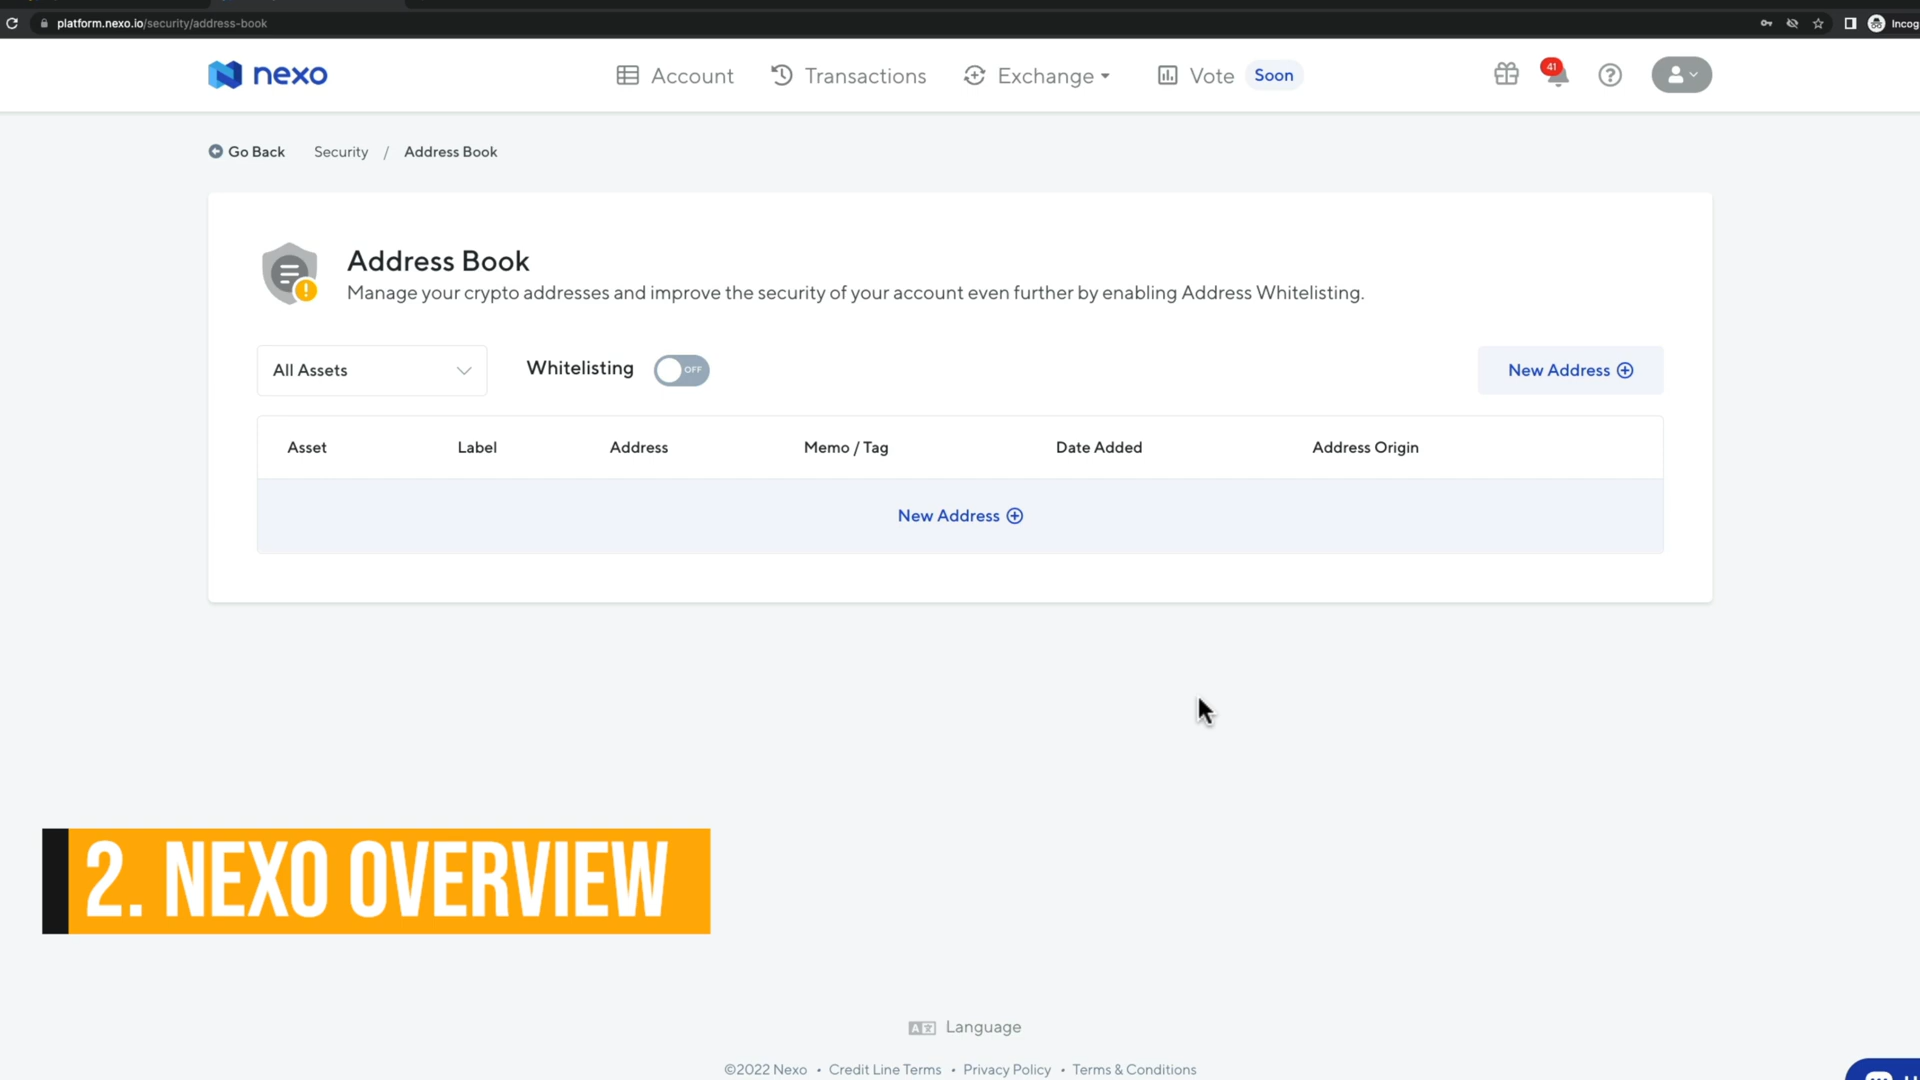 platform.nexo.io/security/address-book
Incog
nexo
Account
Transactions
Exchange
Vote
Soon
41
Go Back
Security / Address Book
Address Book
Manage your crypto addresses and improve the security of your account even further by enabling Address Whitelisting.
All Assets
Whitelisting
OFF
New Address
Asset
Label
Address
Memo / Tag
Date Added
Address Origin
New Address
2. NEXO OVERVIEW
Language
©2022 Nexo • Credit Line Terms • Privacy Policy • Terms & Conditions